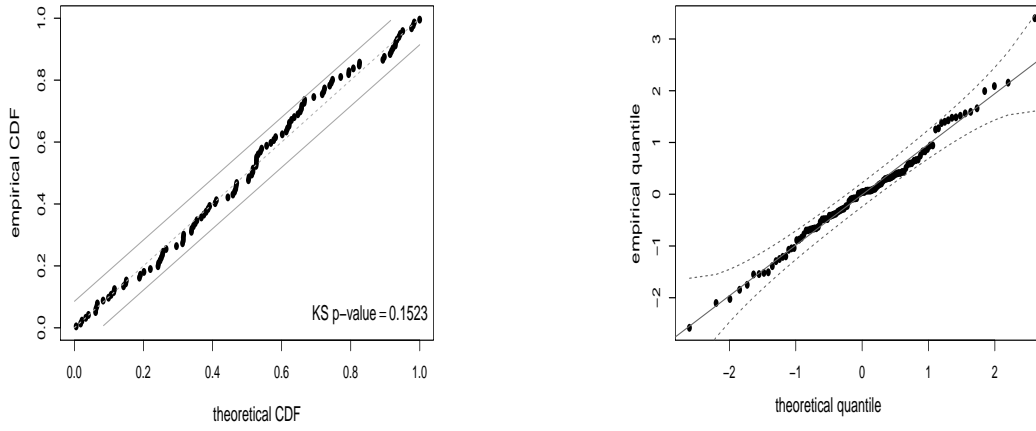 empirical CDF
1.0
0.8
0.6
0.4
0.2
0.0
KS p−value = 0.1523
0.0 0.2 0.4 0.6 0.8 1.0
theoretical CDF
empirical quantile
3
2
1
0
−1
−2
−2 −1 0 1 2
theoretical quantile